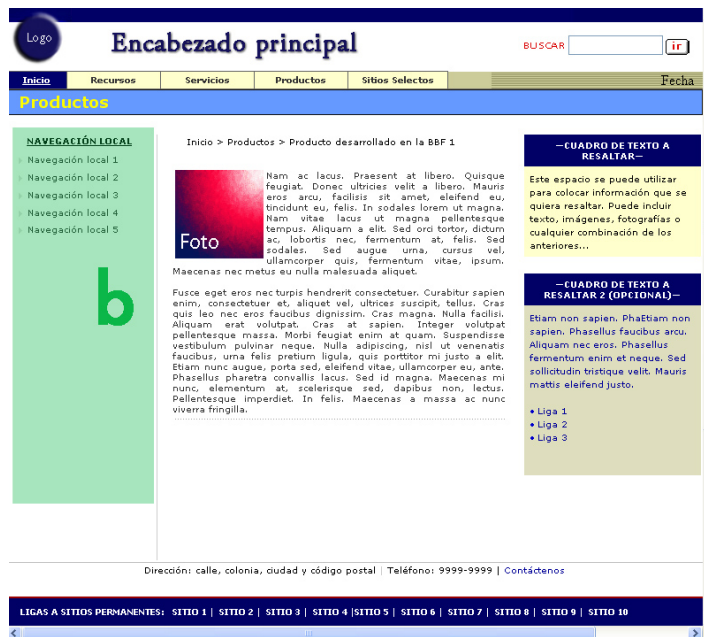 Logo
Encabezado principal
BUSCAR
ir
Inicio Recursos Servicios Productos Sitios Selectos Fecha
Productos
NAVEGACIÓN LOCAL
Navegación local 1
Navegación local 2
Navegación local 3
Navegación local 4
Navegación local 5
b
Inicio > Productos > Producto desarrollado en la BBF 1
Foto
Nam ac lacus. Praesent at libero. Quisque
feugiat. Donec ultricies velit a libero. Mauris
eros arcu, facilisis sit amet, eleifend eu,
tincidunt eu, felis. In sodales lorem ut magna.
Nam vitae lacus ut magna pellentesque
tempus. Aliquam a elit. Sed orci tortor, dictum
ac, lobortis nec, fermentum at, felis. Sed
sodales. Sed augue urna, cursus vel,
ullamcorper quis, fermentum vitae, ipsum.
Maecenas nec metus eu nulla malesuada aliquet.
Fusce eget eros nec turpis hendrerit consectetuer. Curabitur sapien
enim, consectetuer et, aliquet vel, ultrices suscipit, tellus. Cras
quis leo nec eros faucibus dignissim. Cras magna. Nulla facilisi.
Aliquam erat volutpat. Cras at sapien. Integer volutpat
pellentesque massa. Morbi feugiat enim at quam. Suspendisse
vestibulum pulvinar neque. Nulla adipiscing, nisl ut venenatis
faucibus, urna felis pretium ligula, quis porttitor mi justo a elit.
Etiam nunc augue, porta sed, eleifend vitae, ullamcorper eu, ante.
Phasellus pharetra convallis lacus. Sed id magna. Maecenas mi
nunc, elementum at, scelerisque sed, dapibus non, lectus.
Pellentesque imperdiet. In felis. Maecenas a massa ac nunc
viverra fringilla.
—CUADRO DE TEXTO A
RESALTAR—
Este espacio se puede utilizar
para colocar información que se
quiera resaltar. Puede incluir
texto, imágenes, fotografías o
cualquier combinación de los
anteriores...
—CUADRO DE TEXTO A
RESALTAR 2 (OPCIONAL)—
Etiam non sapien. PhaEtiam non
sapien. Phasellus faucibus arcu.
Aliquam nec eros. Phasellus
fermentum enim et neque. Sed
sollicitudin tristique velit. Mauris
mattis eleifend justo.
• Liga 1
• Liga 2
• Liga 3
Dirección: calle, colonia, ciudad y código postal | Teléfono: 9999-9999 | Contáctenos
LIGAS A SITIOS PERMANENTES: SITIO 1 | SITIO 2 | SITIO 3 | SITIO 4 |SITIO 5 | SITIO 6 | SITIO 7 | SITIO 8 | SITIO 9 | SITIO 10